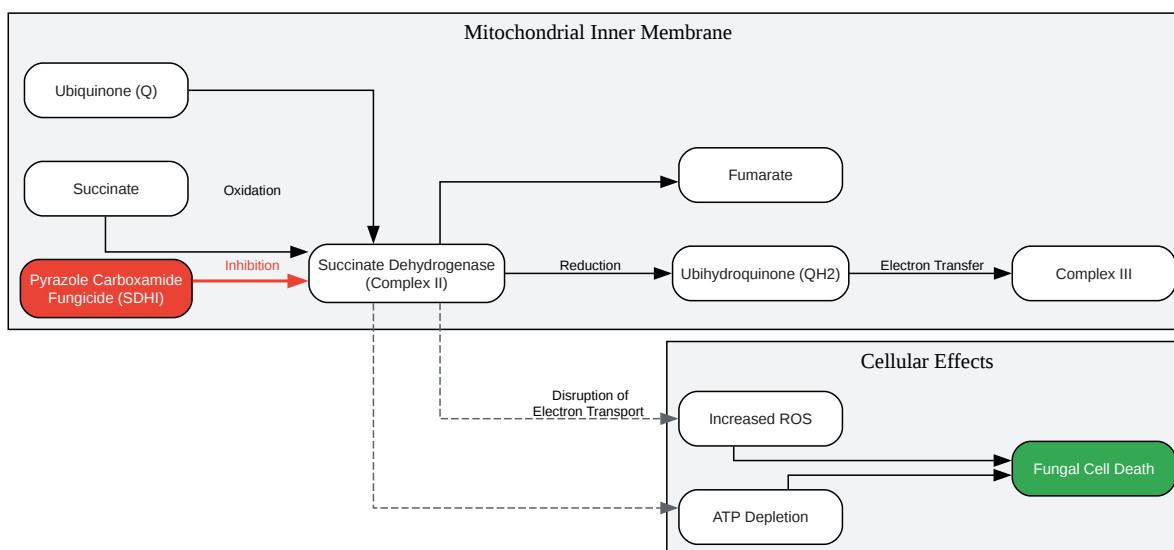 Mitochondrial Inner Membrane
Ubiquinone (Q)
Succinate
Oxidation
Fumarate
Pyrazole Carboxamide
Fungicide (SDHI)
Inhibition
Succinate Dehydrogenase
(Complex II)
Reduction
Ubihydroquinone (QH2)
Electron Transfer
Complex III
Cellular Effects
Disruption of
Electron Transport
Increased ROS
Fungal Cell Death
ATP Depletion